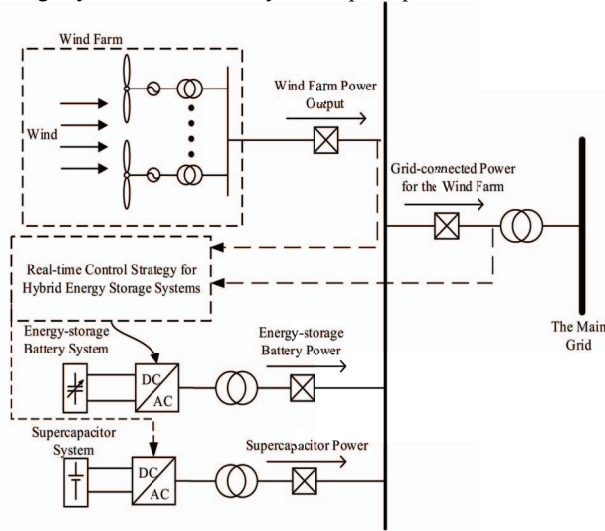 Wind Farm
Wind
Wind Farm Power
Output
Grid-connected Power
for the Wind Farm
Real-time Control Strategy for
Hybrid Energy Storage Systems
The Main
Grid
Energy-storage
Battery System
Energy-storage
Battery Power
DC
AC
Supercapacitor
System
Supercapacitor Power
DC
AC